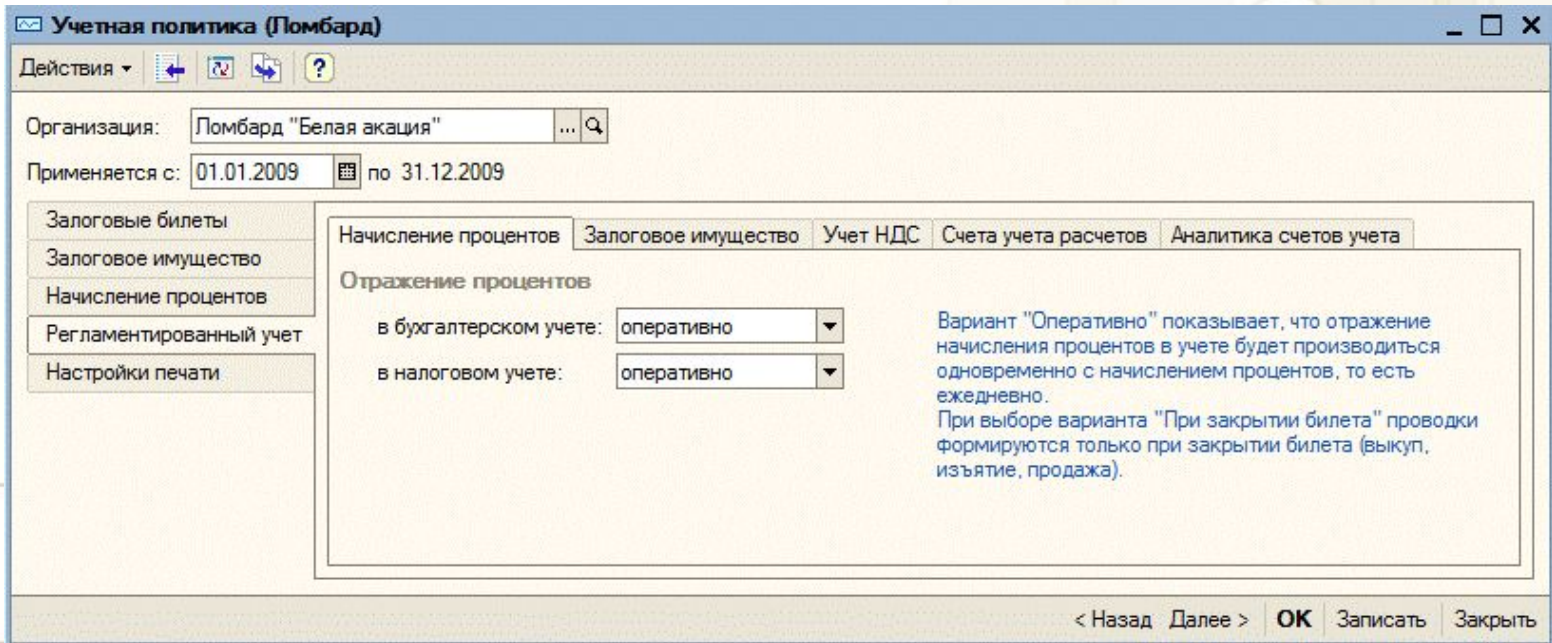 Учетная политика (Ломбард)
Действия
Организация: Ломбард "Белая акация" ...
Применяется с: 01.01.2009 по 31.12.2009
Залоговые билеты
Залоговое имущество
Начисление процентов
Регламентированный учет
Настройки печати
Начисление процентов Залоговое имущество Учет НДС Счета учета расчетов Аналитика счетов учета
Отражение процентов
в бухгалтерском учете: оперативно
в налоговом учете: оперативно
Вариант "Оперативно" показывает, что отражение
начисления процентов в учете будет производиться
одновременно с начислением процентов, то есть
ежедневно.
При выборе варианта "При закрытии билета" проводки
формируются только при закрытии билета (выкуп,
изъятие, продажа).
< Назад Далее > OK Записать Закрыть